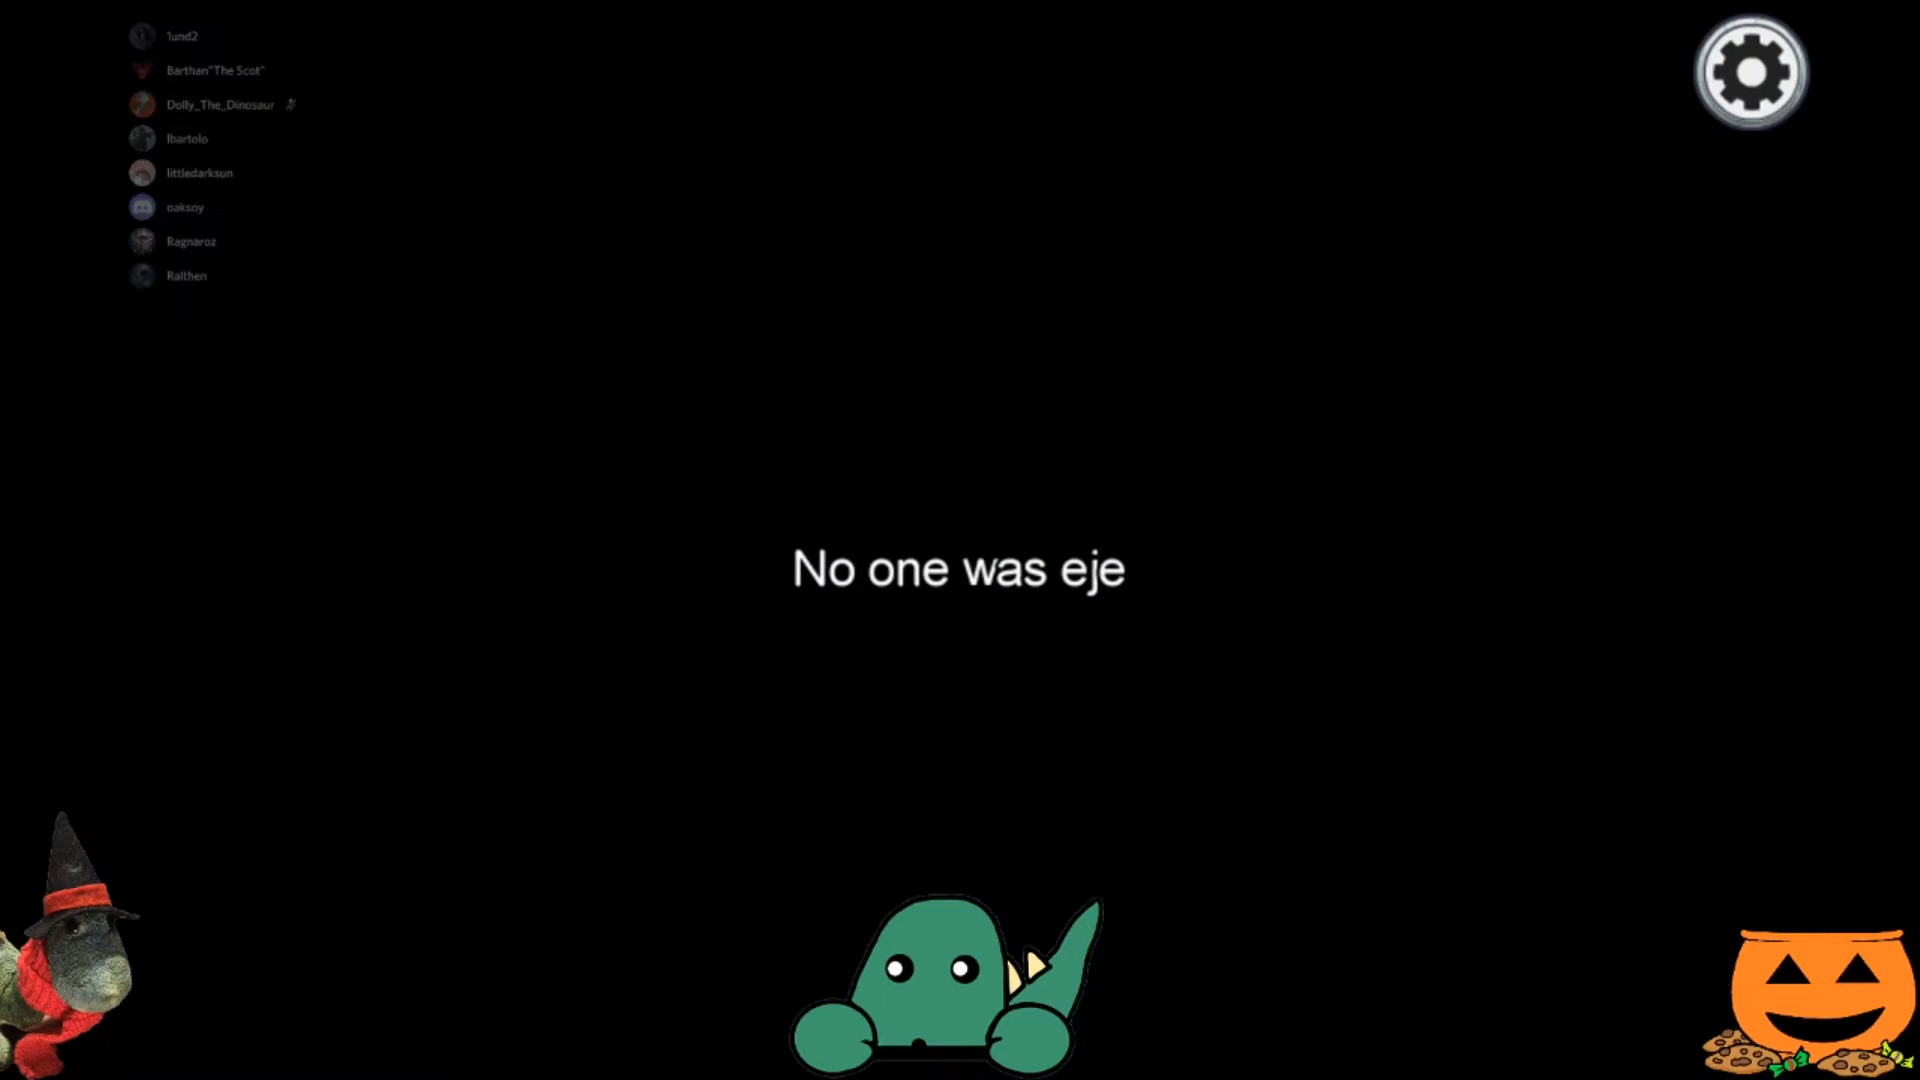 1und2
Barthan"The Scot"
Dolly_The_Dinosaur
lbartolo
littledarksun
oaksoy
Ragnaroz
Ralthen
No one was eje